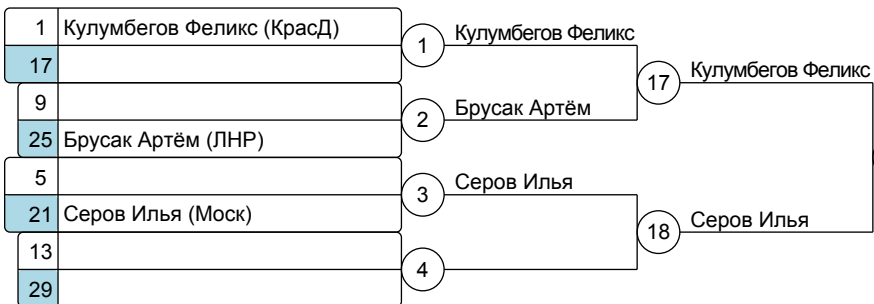 1 Кулумбегов Феликс (КрасД)
17
9
25 Брусак Артём (ЛНР)
5
21 Серов Илья (Моск)
13
29
1 Кулумбегов Феликс
2 Брусак Артём
3 Серов Илья
4
17 Кулумбегов Феликс
18 Серов Илья